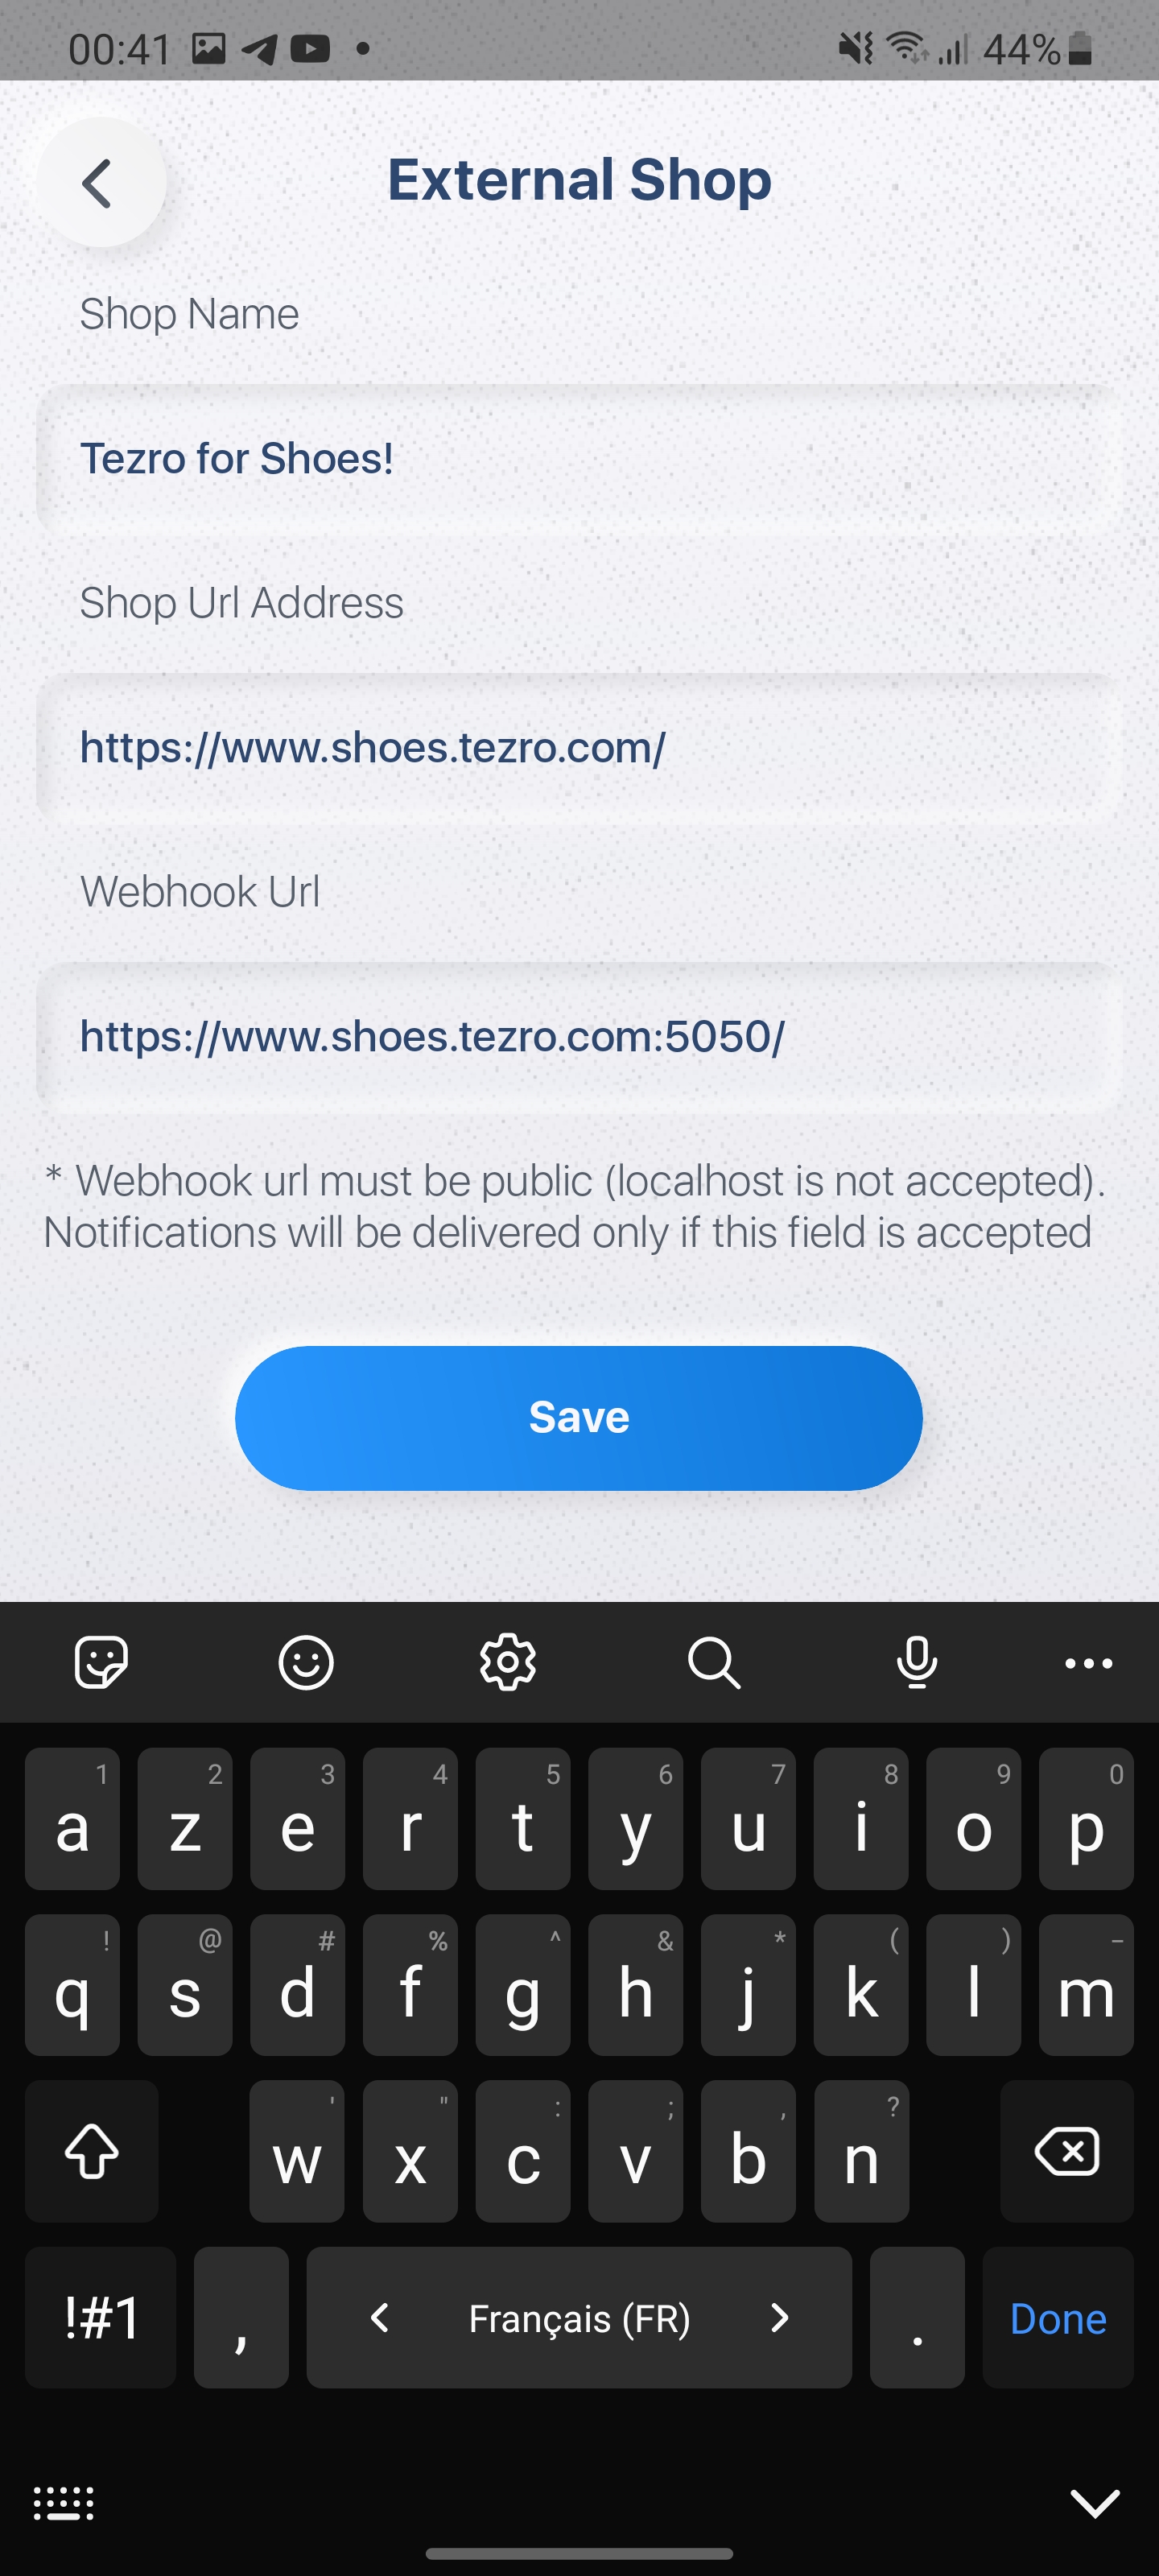 00:41 44%
External Shop
Shop Name
Tezro for Shoes!
Shop Url Address
https://www.shoes.tezro.com/
Webhook Url
https://www.shoes.tezro.com:5050/
* Webhook url must be public (localhost is not accepted).
Notifications will be delivered only if this field is accepted
Save
1 2 3 4 5 6 7 8 9 0
a z e r t y u i o p
! @ # % ^ & * ( ) -
q s d f g h j k l m
' " : ; , ?
w x c v b n
!#1 , Français (FR) . Done